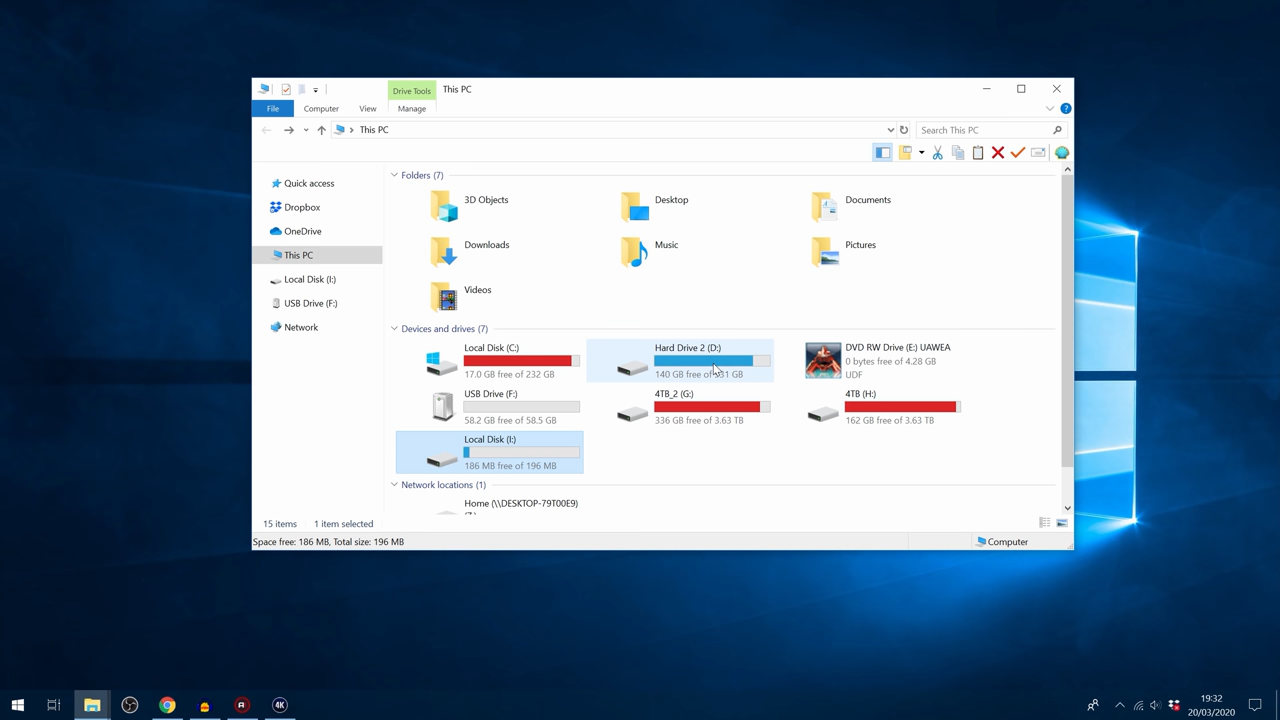 Drive Tools
This PC
File
Computer
View
Manage
This PC
Search This PC
Quick access
Dropbox
OneDrive
This PC
Local Disk (I:)
USB Drive (F:)
Network
Folders (7)
3D Objects
Desktop
Documents
Downloads
Music
Pictures
Videos
Devices and drives (7)
Local Disk (C:)
17.0 GB free of 232 GB
Hard Drive 2 (D:)
140 GB free of 31 GB
DVD RW Drive (E:) UAWEA
0 bytes free of 4.28 GB
UDF
USB Drive (F:)
58.2 GB free of 58.5 GB
4TB_2 (G:)
336 GB free of 3.63 TB
4TB (H:)
162 GB free of 3.63 TB
Local Disk (I:)
186 MB free of 196 MB
Network locations (1)
Home (\\DESKTOP-79T00E9)
15 items
1 item selected
Space free: 186 MB, Total size: 196 MB
Computer
4K
19:32
20/03/2020